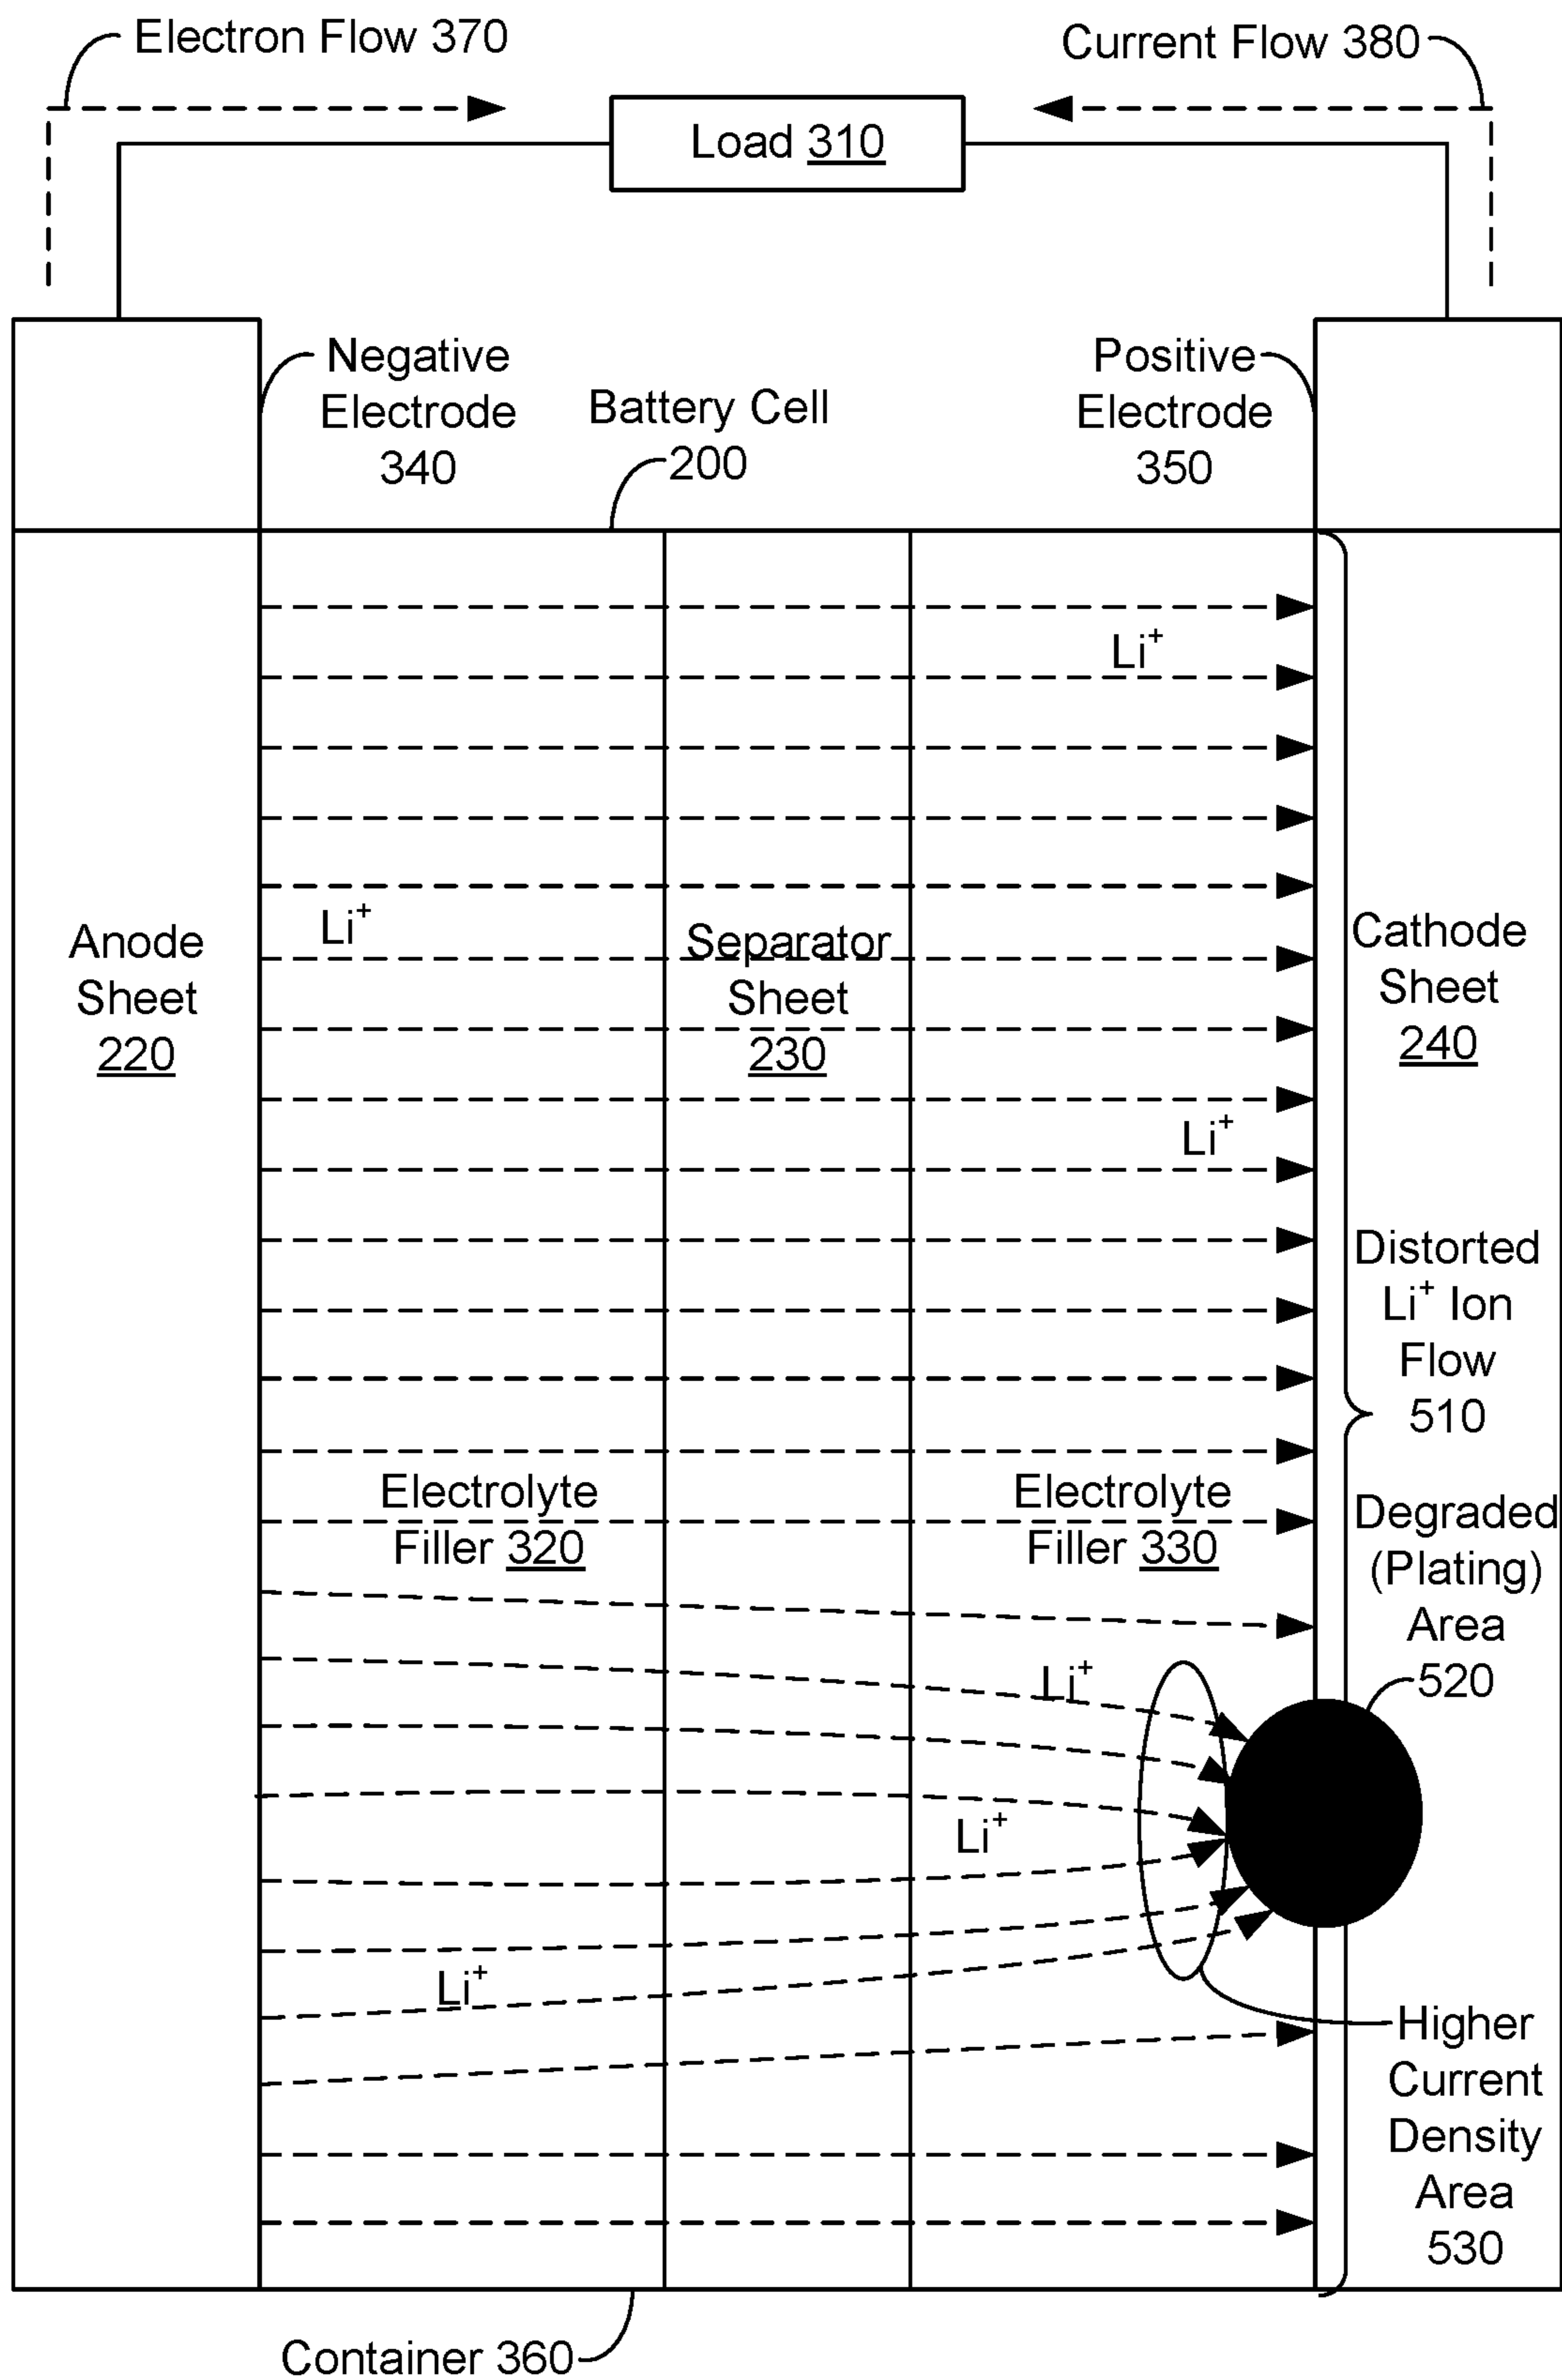 Electron Flow 370
Current Flow 380
Load 310
Negative
Electrode
340
Battery Cell
200
Positive
Electrode
350
Li+
Li+
Anode
Sheet
220
Separator
Sheet
230
Cathode
Sheet
240
Li+
Distorted
Li+ Ion
Flow
510
Electrolyte
Filler 320
Electrolyte
Filler 330
Degraded
(Plating)
Area
520
Li+
Li+
Li+
Higher
Current
Density
Area
530
Container 360